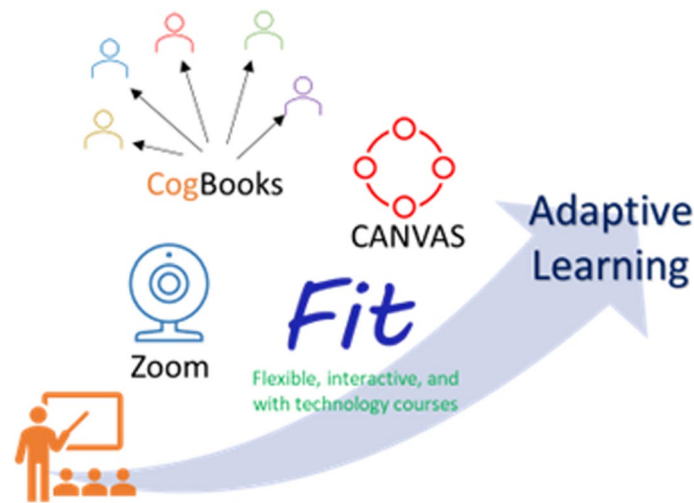 CogBooks
CANVAS
Adaptive
Learning
Zoom
Fit
Flexible, interactive, and
with technology courses